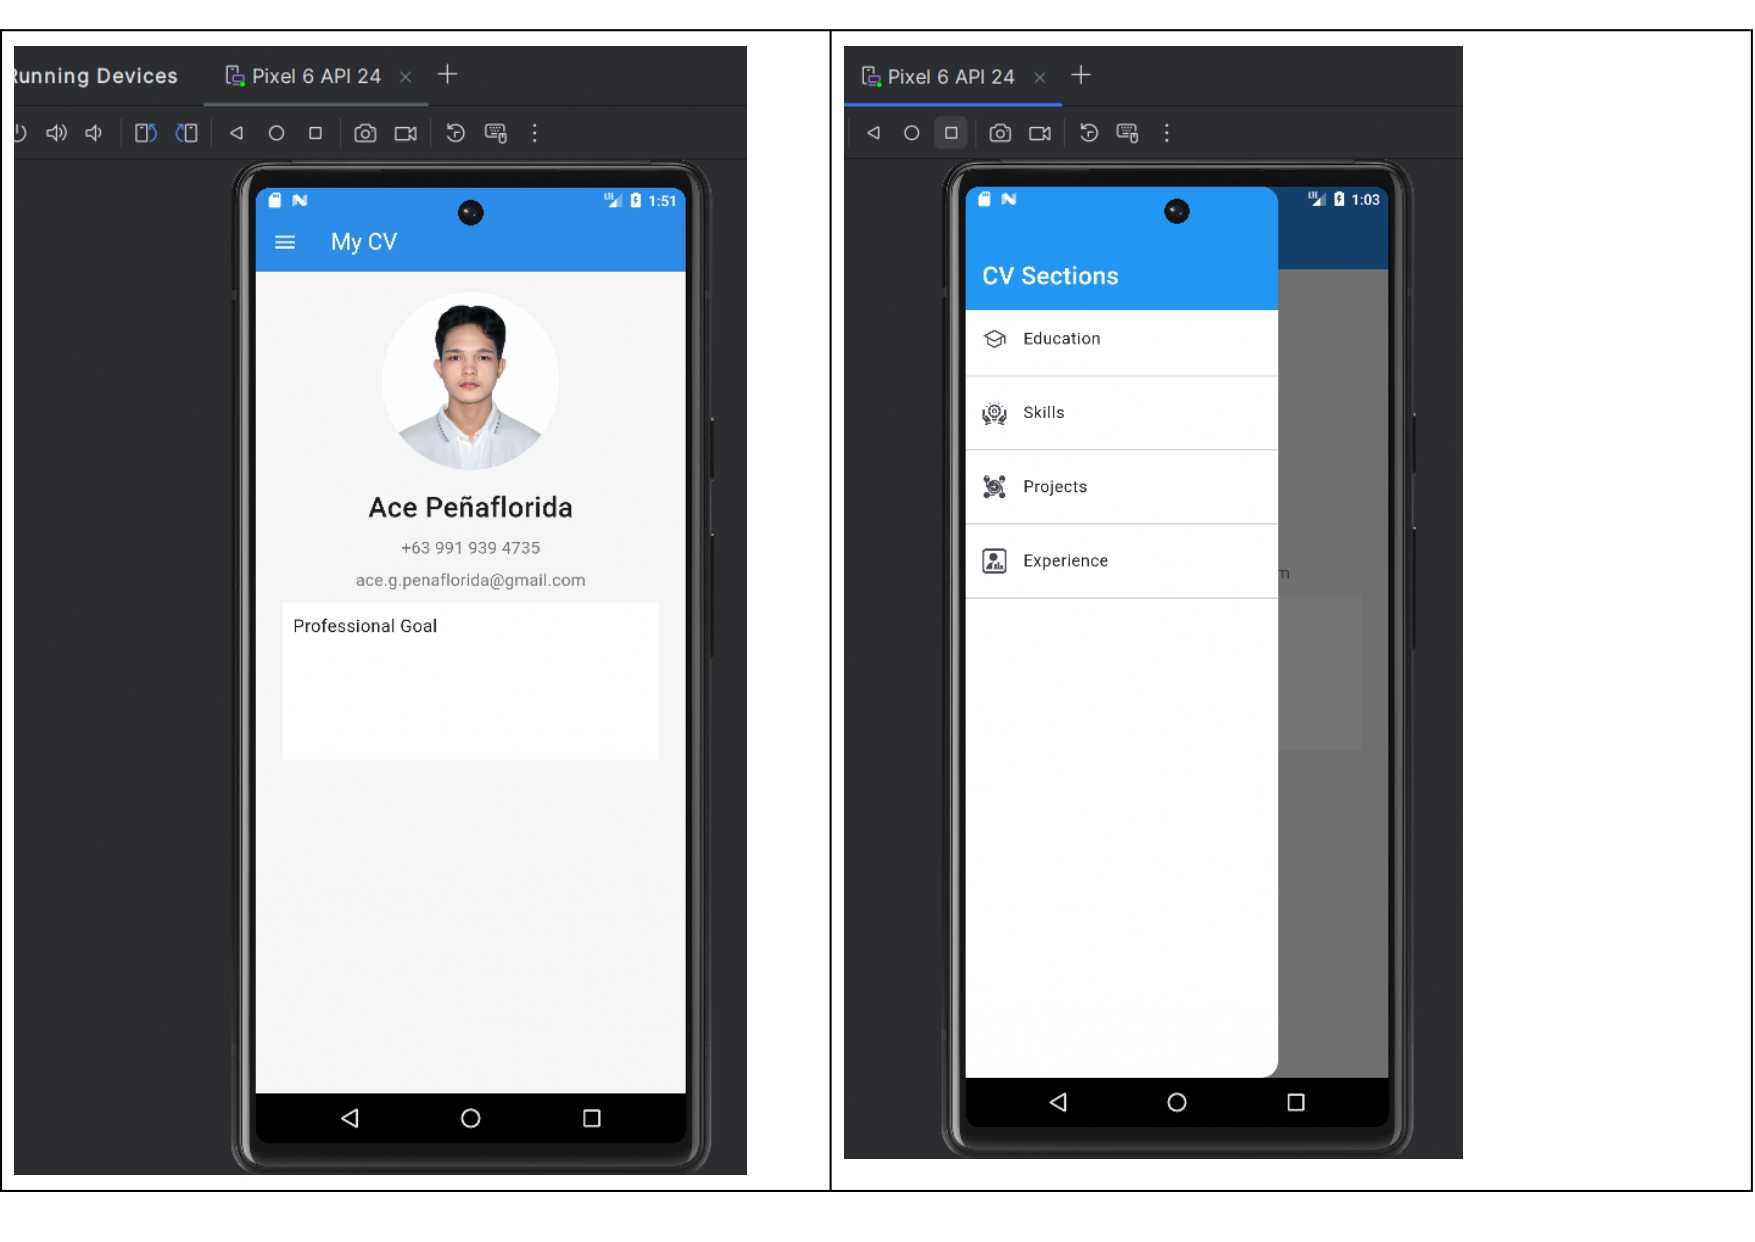 Running Devices
Pixel 6 API 24
1:51
My CV
Ace Peñaflorida
+63 991 939 4735
ace.g.penaflorida@gmail.com
Professional Goal
Pixel 6 API 24
1:03
CV Sections
Education
Skills
Projects
Experience
m